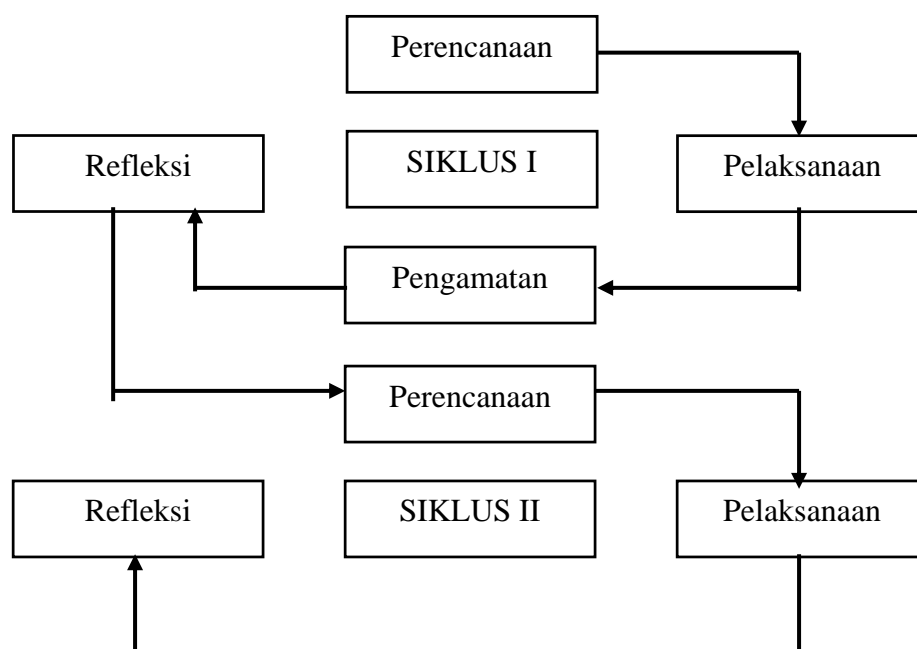 Perencanaan
Refleksi
SIKLUS I
Pelaksanaan
Pengamatan
Perencanaan
Refleksi
SIKLUS II
Pelaksanaan